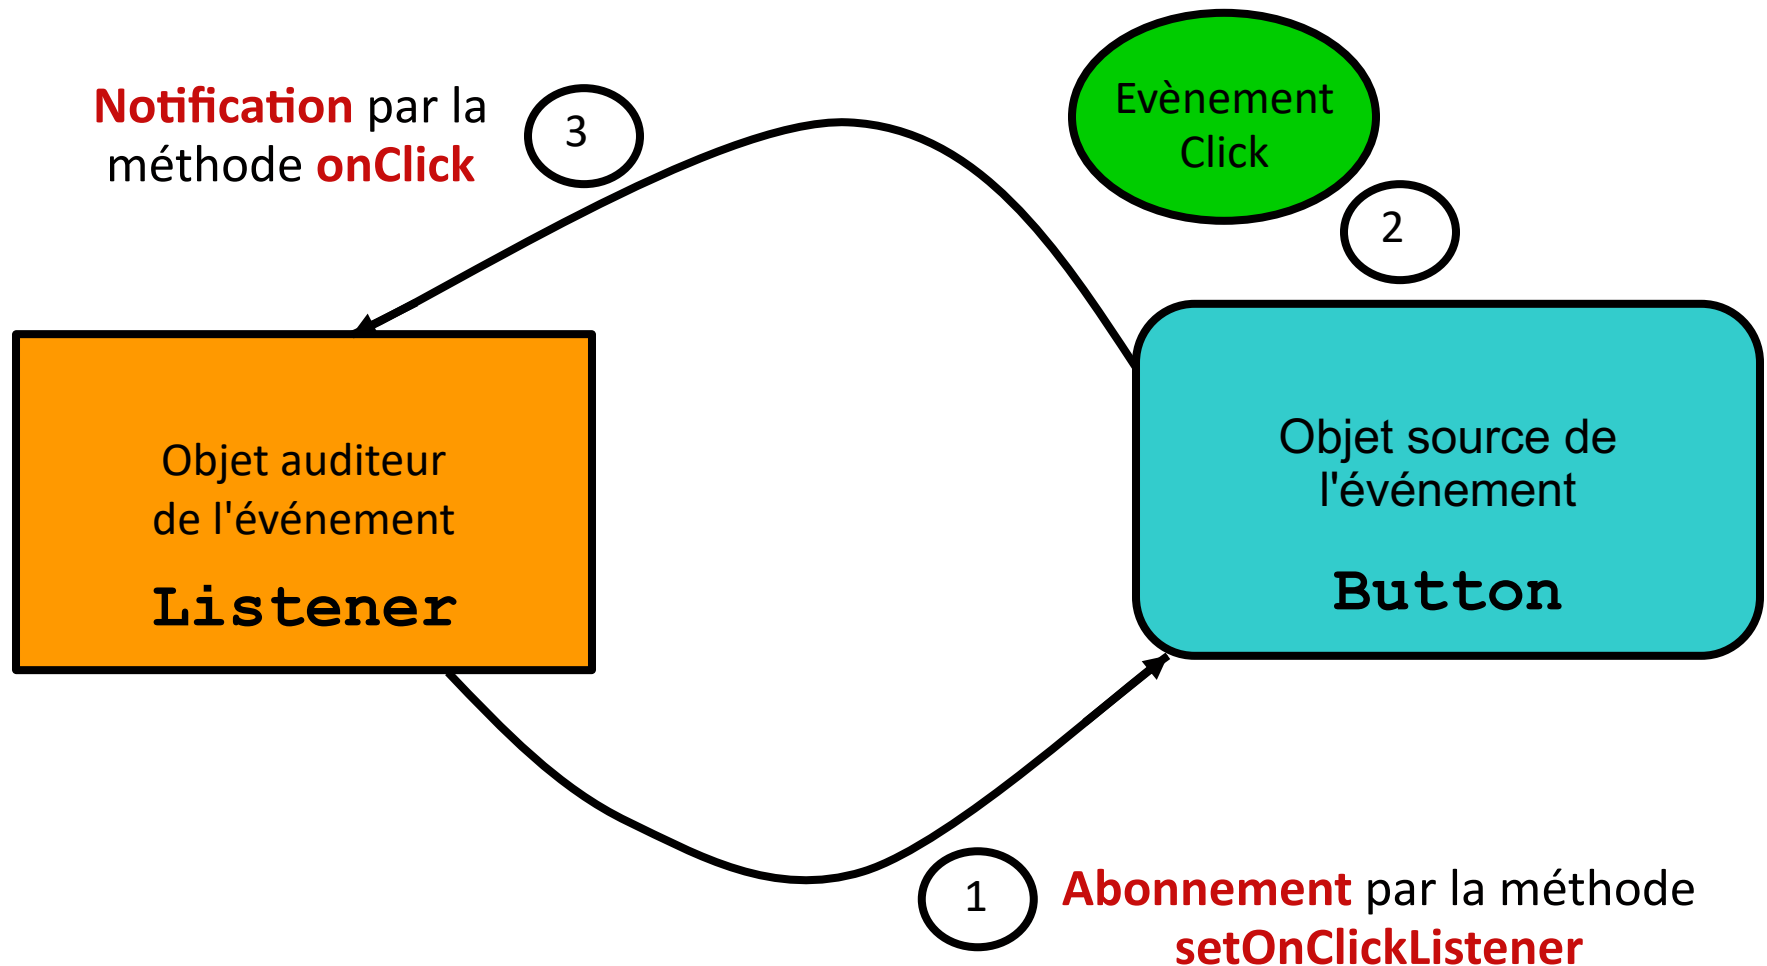 Notification par la
méthode onClick
3
Evènement
Click
2
Objet auditeur
de l'événement
Listener
Objet source de
l'événement
Button
1
Abonnement par la méthode
setOnClickListener